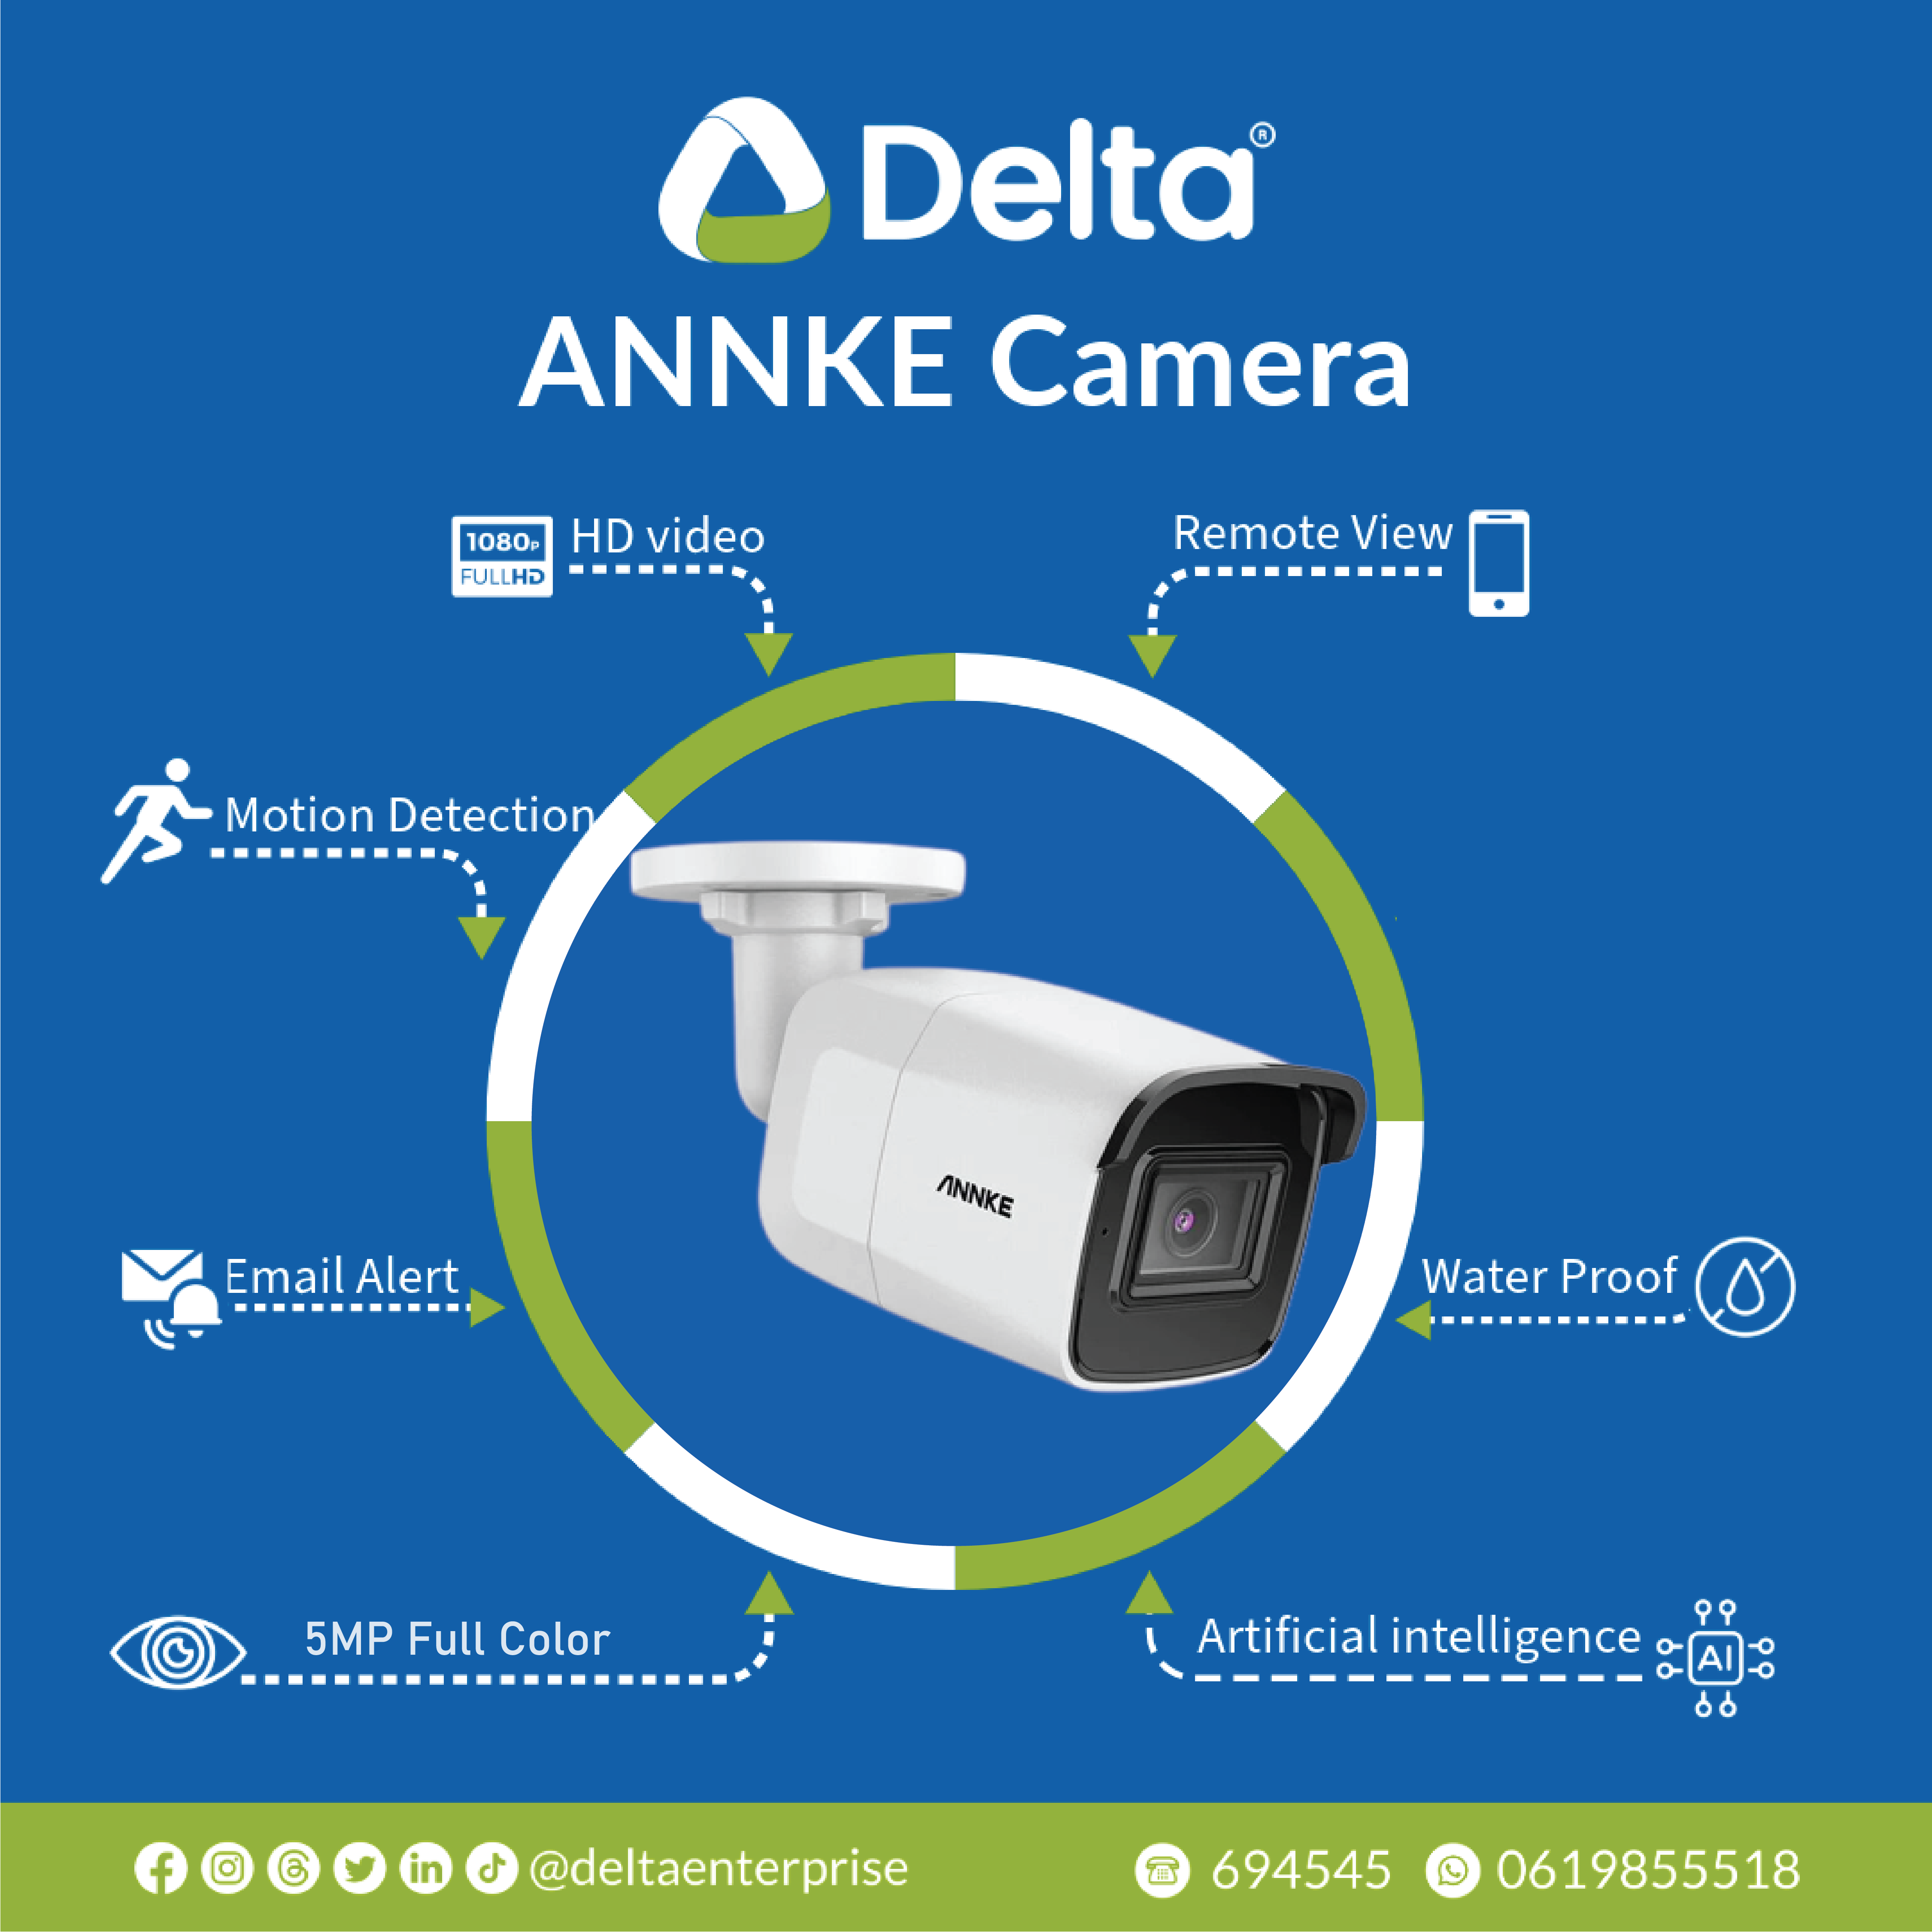 Delta®
ANNKE Camera
1080P
FULLHD
HD video
Remote View
Motion Detection
ANNKE
Email Alert
Water Proof
5MP Full Color
Artificial intelligence
AI
@deltaenterprise
694545
0619855518